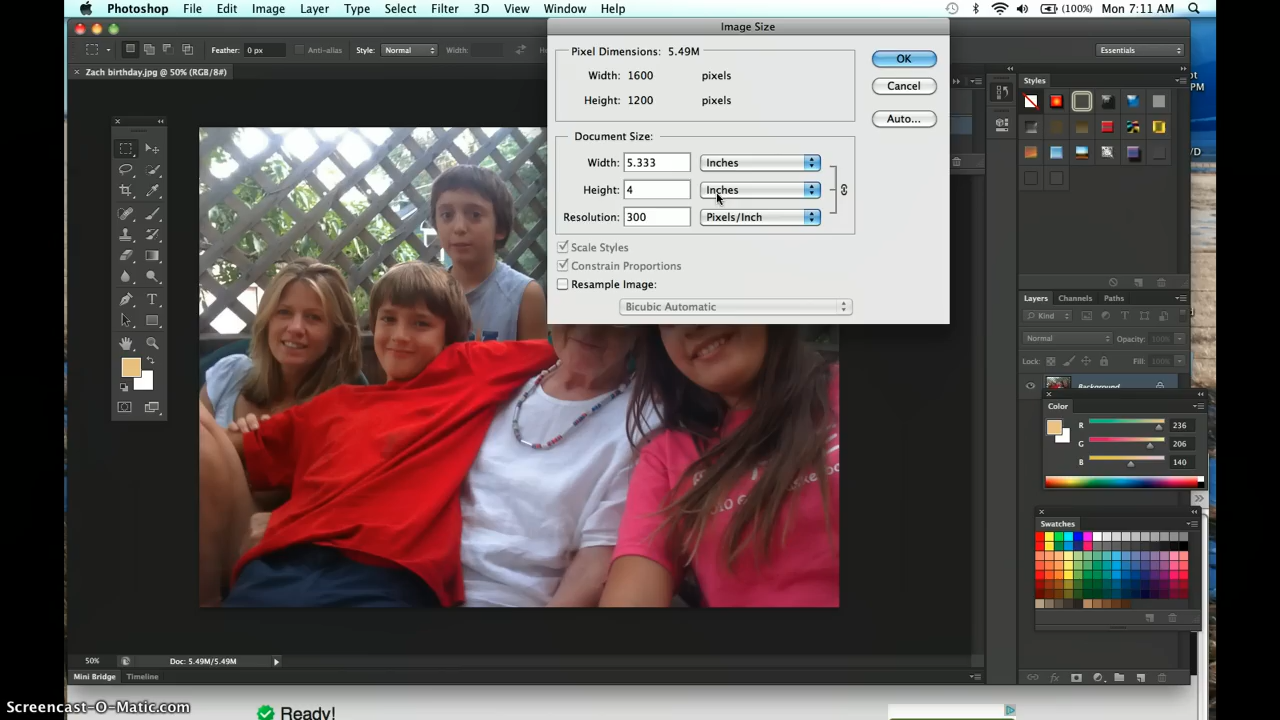 Photoshop File Edit Image Layer Type Select Filter 3D View Window Help (100%) Mon 7:11 AM
Image Size
Feather: 0 px Anti-alias Style: Normal Width: Essentials
× Zach birthday.jpg @ 50% (RGB/8#)
Pixel Dimensions: 5.49M
Width: 1600 pixels
Height: 1200 pixels
OK
Cancel
Auto...
Document Size:
Width: 5.333 Inches
Height: 4 Inches
Resolution: 300 Pixels/Inch
Scale Styles
Constrain Proportions
Resample Image:
Bicubic Automatic
Styles
Layers Channels Paths
Kind
Normal Opacity: 100%
Lock: Fill: 100%
Background
Color
R 236
G 206
B 140
Swatches
50% Doc: 5.49M/5.49M
Mini Bridge Timeline
Screencast-O-Matic.com
Ready!